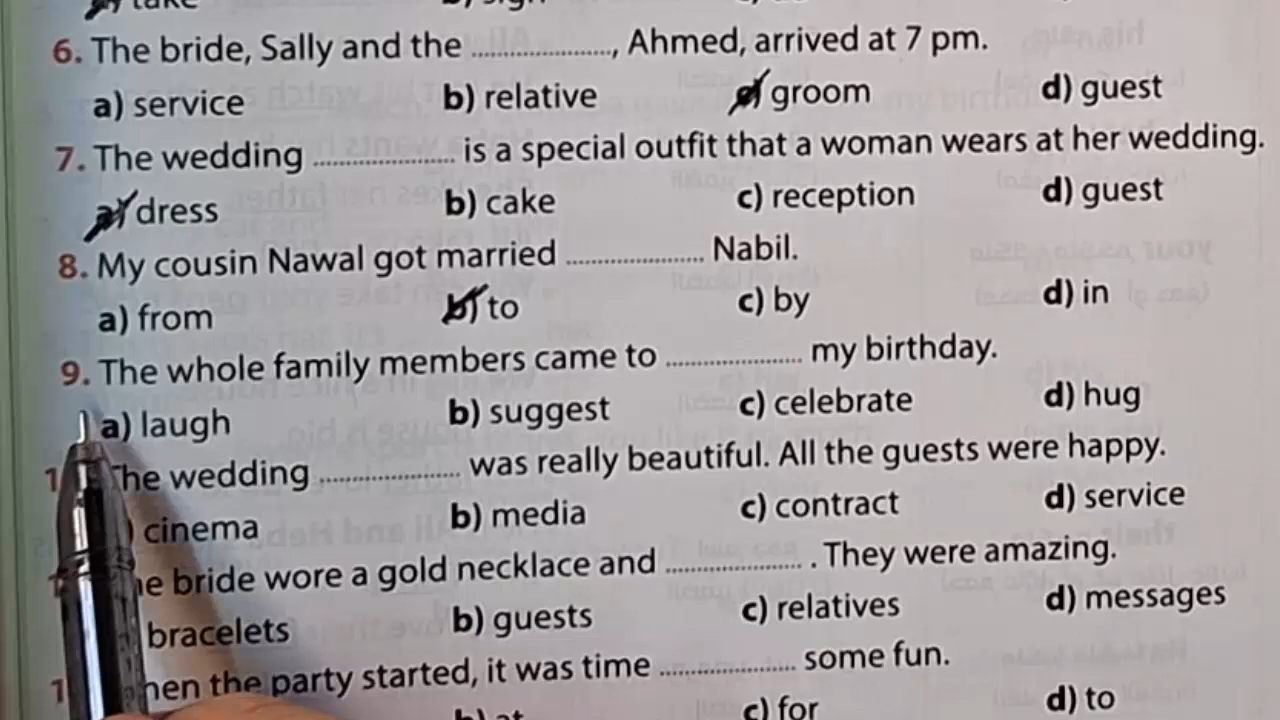 take
6. The bride, Sally and the ...................., Ahmed, arrived at 7 pm.
a) service b) relative c) groom d) guest
7. The wedding .................... is a special outfit that a woman wears at her wedding.
a) dress b) cake c) reception d) guest
8. My cousin Nawal got married .................... Nabil.
a) from b) to c) by d) in
9. The whole family members came to .................... my birthday.
a) laugh b) suggest c) celebrate d) hug
The wedding .................... was really beautiful. All the guests were happy.
cinema b) media c) contract d) service
bride wore a gold necklace and .................... . They were amazing.
bracelets b) guests c) relatives d) messages
the party started, it was time .................... some fun.
b) at c) for d) to